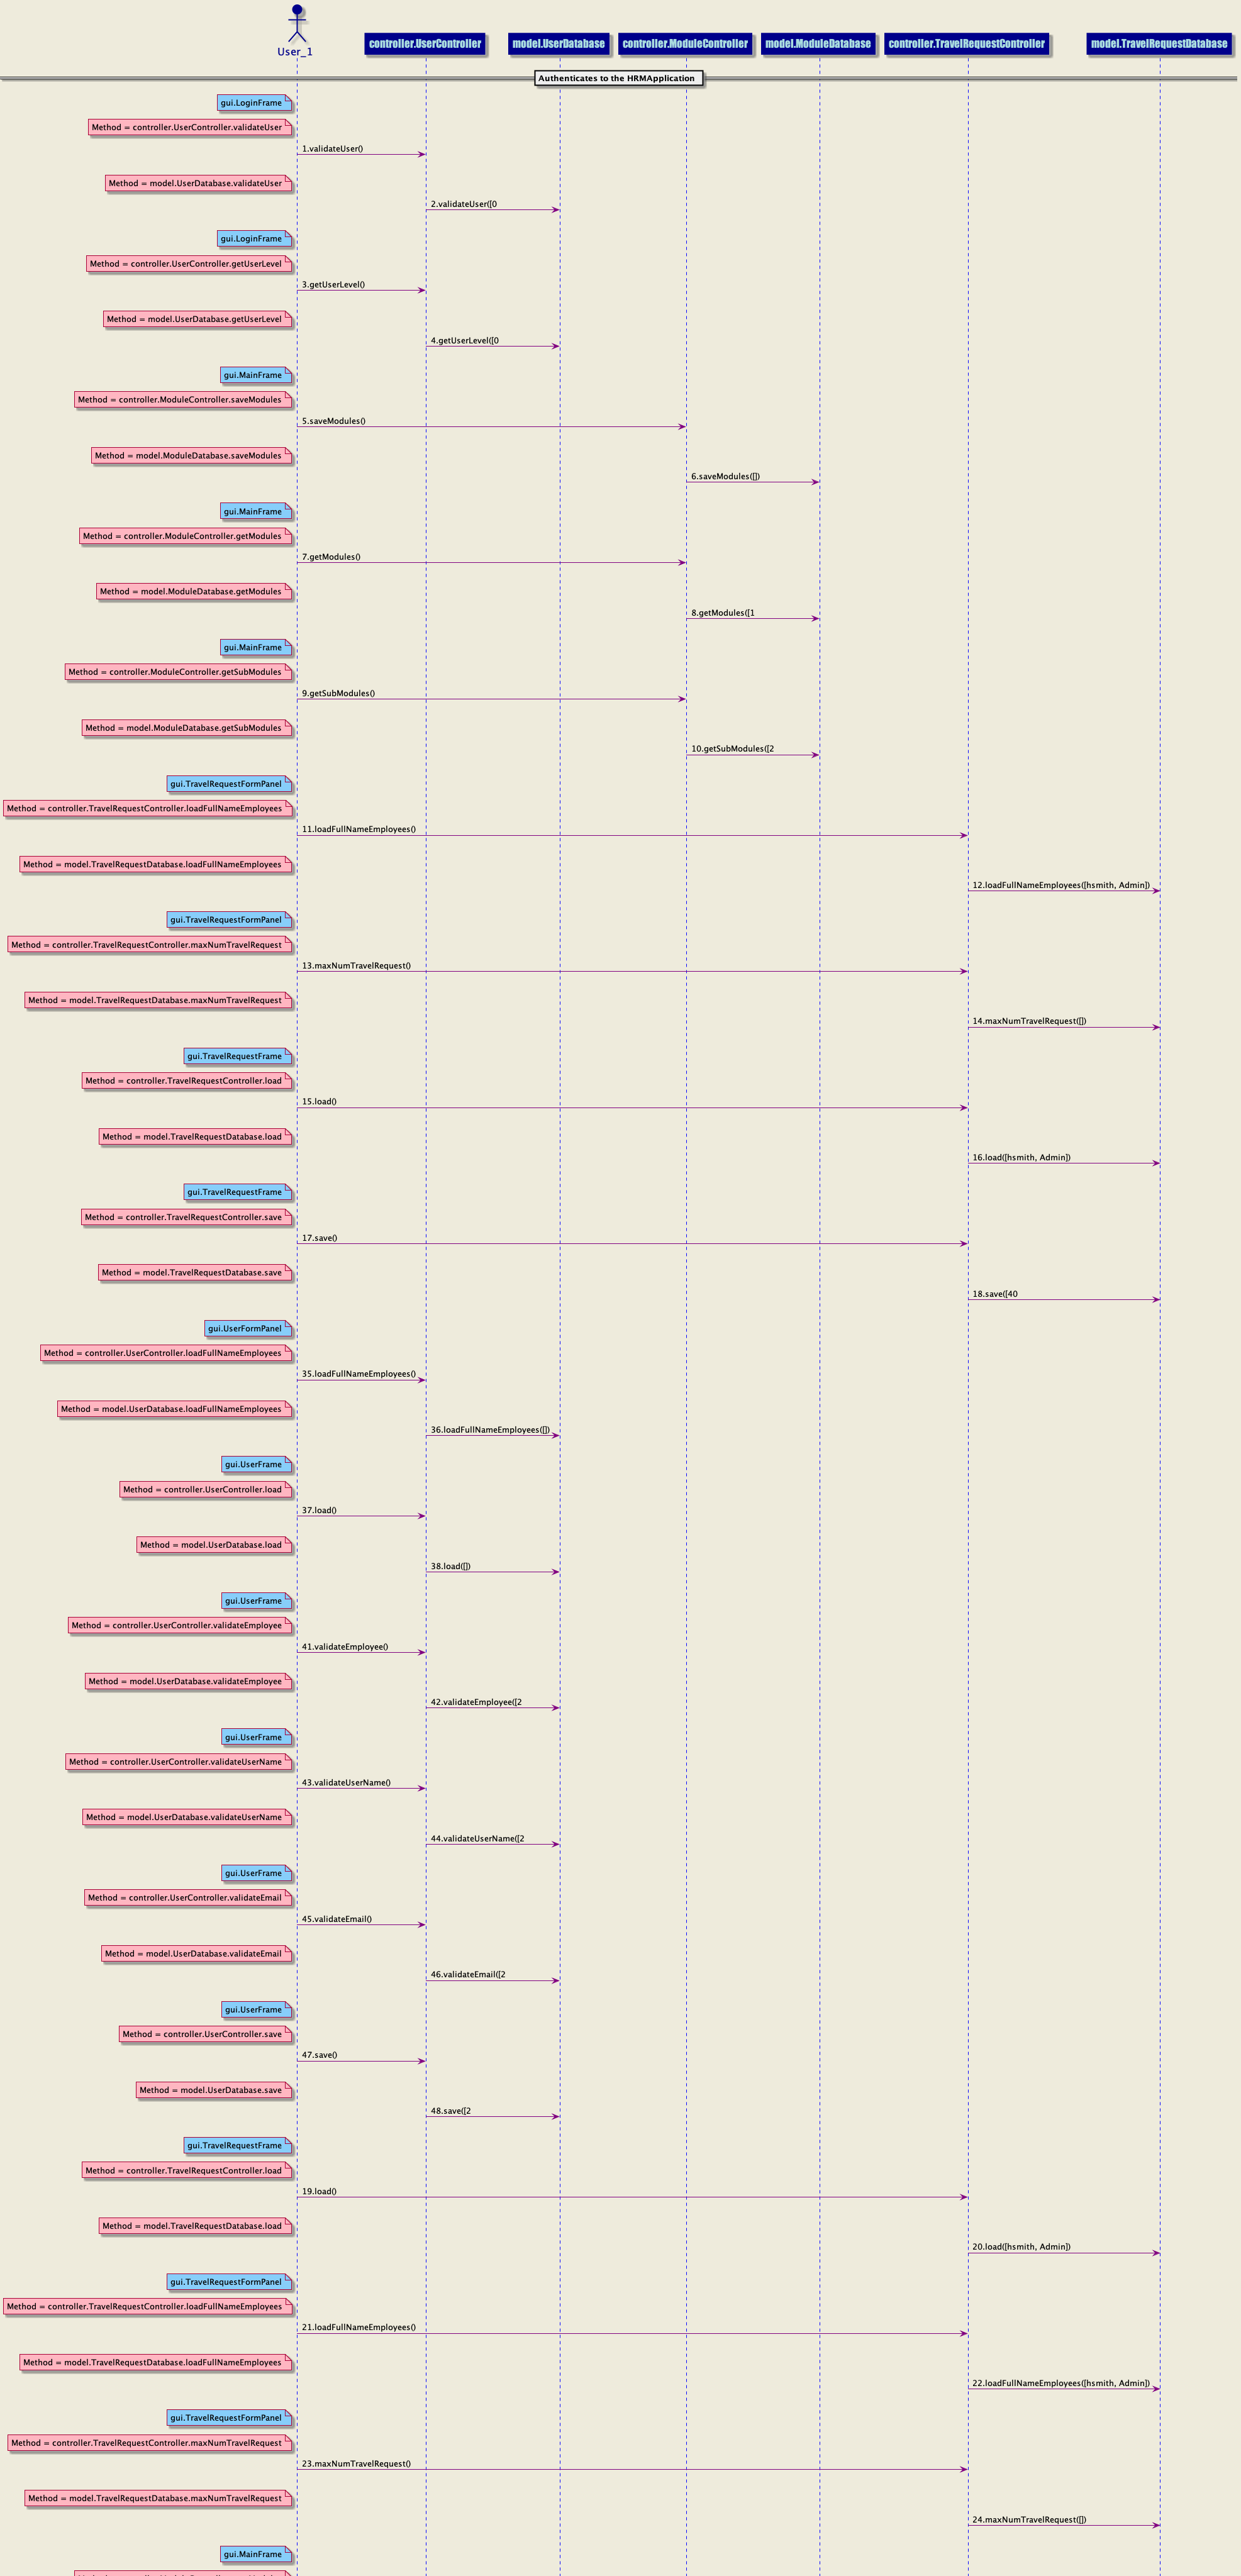 User_1
controller.UserController
model.UserDatabase
controller.ModuleController
model.ModuleDatabase
controller.TravelRequestController
model.TravelRequestDatabase
Authenticates to the HRMApplication
gui.LoginFrame
Method = controller.UserController.validateUser
1.validateUser()
Method = model.UserDatabase.validateUser
2.validateUser([0
gui.LoginFrame
Method = controller.UserController.getUserLevel
3.getUserLevel()
Method = model.UserDatabase.getUserLevel
4.getUserLevel([0
gui.MainFrame
Method = controller.ModuleController.saveModules
5.saveModules()
Method = model.ModuleDatabase.saveModules
6.saveModules([])
gui.MainFrame
Method = controller.ModuleController.getModules
7.getModules()
Method = model.ModuleDatabase.getModules
8.getModules([1
gui.MainFrame
Method = controller.ModuleController.getSubModules
9.getSubModules()
Method = model.ModuleDatabase.getSubModules
10.getSubModules([2
gui.TravelRequestFormPanel
Method = controller.TravelRequestController.loadFullNameEmployees
11.loadFullNameEmployees()
Method = model.TravelRequestDatabase.loadFullNameEmployees
12.loadFullNameEmployees([hsmith, Admin])
gui.TravelRequestFormPanel
Method = controller.TravelRequestController.maxNumTravelRequest
13.maxNumTravelRequest()
Method = model.TravelRequestDatabase.maxNumTravelRequest
14.maxNumTravelRequest([])
gui.TravelRequestFrame
Method = controller.TravelRequestController.load
15.load()
Method = model.TravelRequestDatabase.load
16.load([hsmith, Admin])
gui.TravelRequestFrame
Method = controller.TravelRequestController.save
17.save()
Method = model.TravelRequestDatabase.save
18.save([40
gui.UserFormPanel
Method = controller.UserController.loadFullNameEmployees
35.loadFullNameEmployees()
Method = model.UserDatabase.loadFullNameEmployees
36.loadFullNameEmployees([])
gui.UserFrame
Method = controller.UserController.load
37.load()
Method = model.UserDatabase.load
38.load([])
gui.UserFrame
Method = controller.UserController.validateEmployee
41.validateEmployee()
Method = model.UserDatabase.validateEmployee
42.validateEmployee([2
gui.UserFrame
Method = controller.UserController.validateUserName
43.validateUserName()
Method = model.UserDatabase.validateUserName
44.validateUserName([2
gui.UserFrame
Method = controller.UserController.validateEmail
45.validateEmail()
Method = model.UserDatabase.validateEmail
46.validateEmail([2
gui.UserFrame
Method = controller.UserController.save
47.save()
Method = model.UserDatabase.save
48.save([2
gui.TravelRequestFrame
Method = controller.TravelRequestController.load
19.load()
Method = model.TravelRequestDatabase.load
20.load([hsmith, Admin])
gui.TravelRequestFormPanel
Method = controller.TravelRequestController.loadFullNameEmployees
21.loadFullNameEmployees()
Method = model.TravelRequestDatabase.loadFullNameEmployees
22.loadFullNameEmployees([hsmith, Admin])
gui.TravelRequestFormPanel
Method = controller.TravelRequestController.maxNumTravelRequest
23.maxNumTravelRequest()
Method = model.TravelRequestDatabase.maxNumTravelRequest
24.maxNumTravelRequest([])
gui.MainFrame